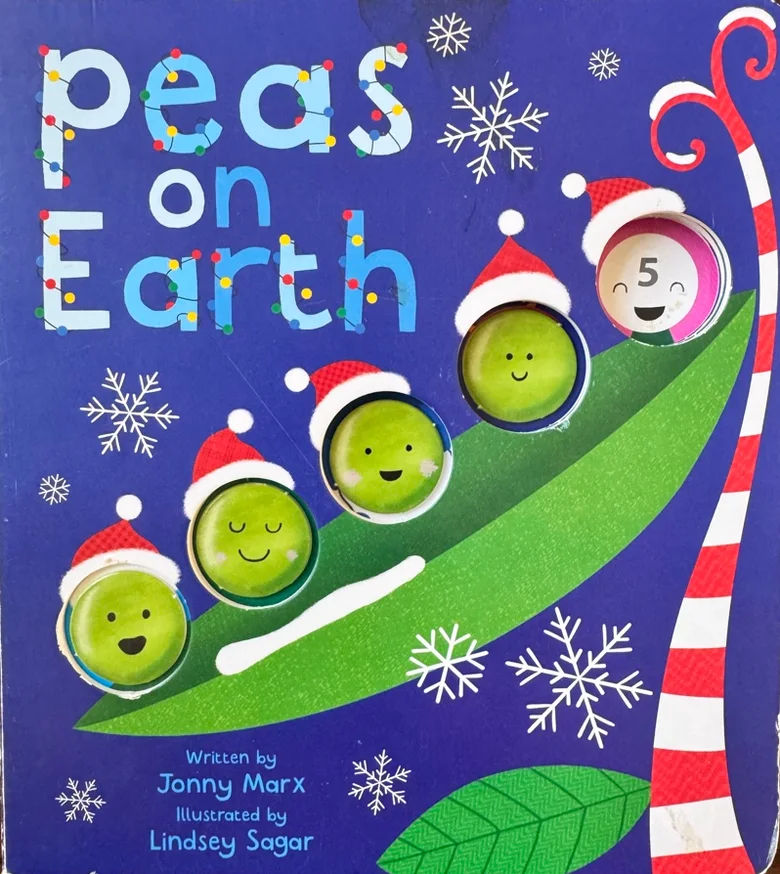 peas
on
Earth
5
Written by
Jonny Marx
Illustrated by
Lindsey Sagar